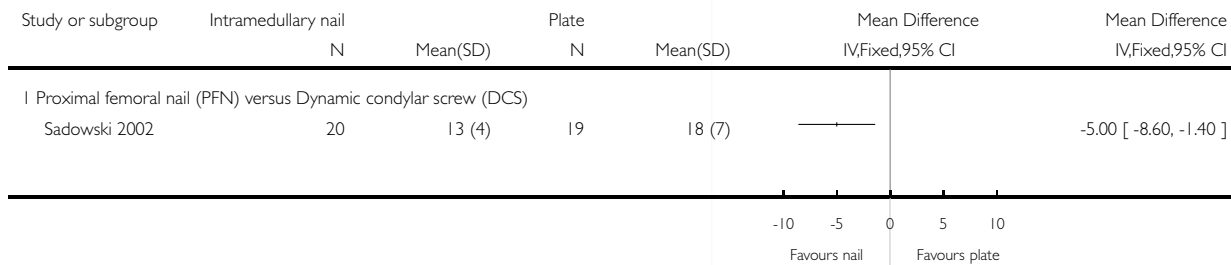 Study or subgroup Intramedullary nail Plate Mean Difference Mean Difference
N Mean(SD) N Mean(SD) IV,Fixed,95% CI IV,Fixed,95% CI
1 Proximal femoral nail (PFN) versus Dynamic condylar screw (DCS)
Sadowski 2002 20 13 (4) 19 18 (7) -5.00 [ -8.60, -1.40 ]
-10 -5 0 5 10
Favours nail Favours plate